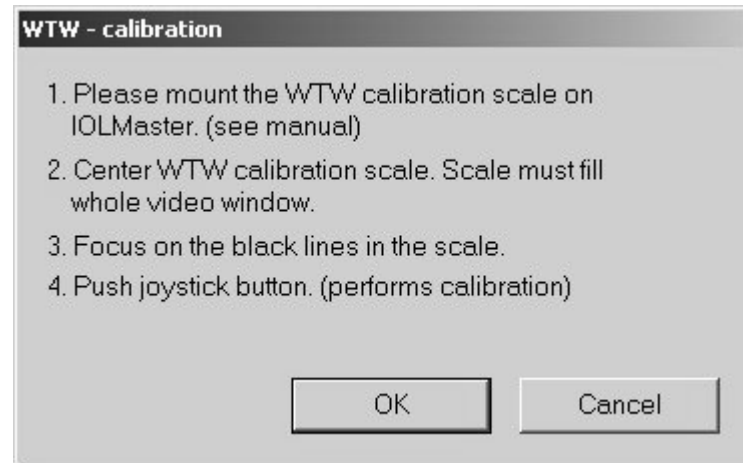 WTW - calibration
1. Please mount the WTW calibration scale on
IOLMaster. (see manual)
2. Center WTW calibration scale. Scale must fill
whole video window.
3. Focus on the black lines in the scale.
4. Push joystick button. (performs calibration)
OK
Cancel